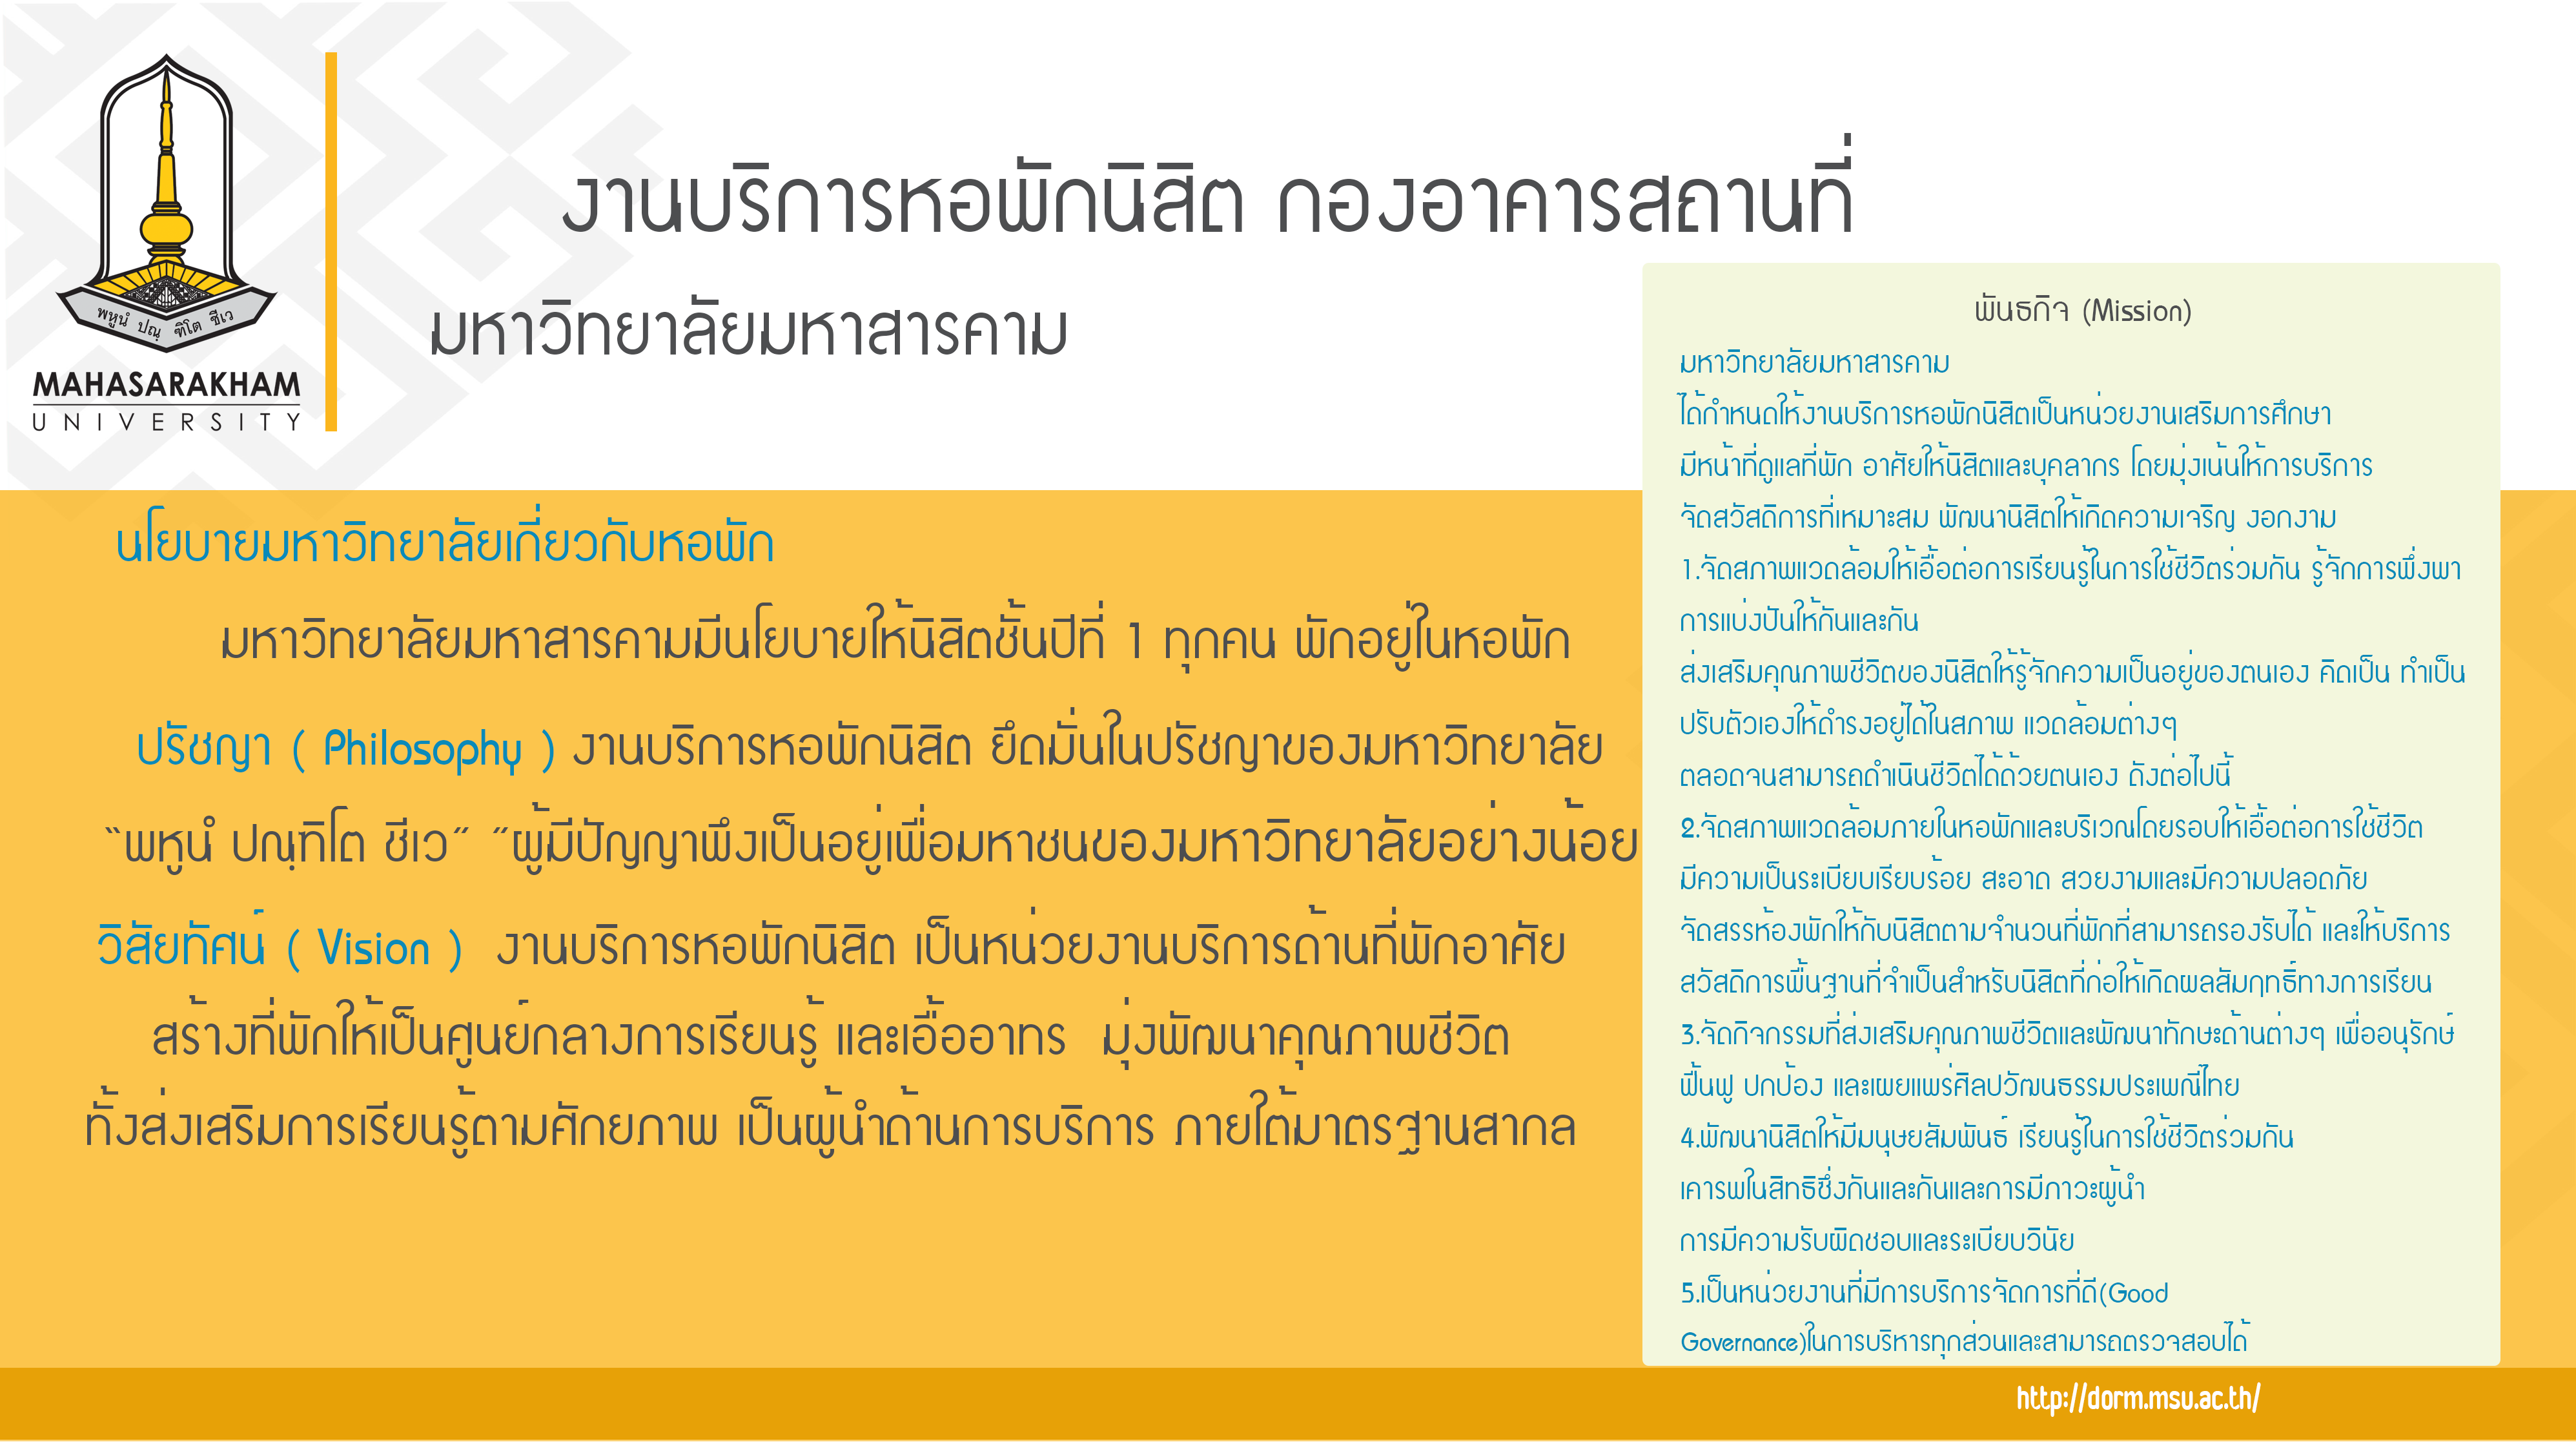 งานบริการหอพักนิสิต กองอาคารสถานที่
มหาวิทยาลัยมหาสารคาม
พหูนํ ปณฺฑิโต ชีเว
MAHASARAKHAM
UNIVERSITY
นโยบายมหาวิทยาลัยเกี่ยวกับหอพัก
มหาวิทยาลัยมหาสารคามมีนโยบายให้นิสิตชั้นปีที่ 1 ทุกคน พักอยู่ในหอพัก
ปรัชญา ( Philosophy ) งานบริการหอพักนิสิต ยึดมั่นในปรัชญาของมหาวิทยาลัย
“พหูนํ ปณฺฑิโต ชีเว” ”ผู้มีปัญญาพึงเป็นอยู่เพื่อมหาชนของมหาวิทยาลัยอย่างน้อย
วิสัยทัศน์ ( Vision ) งานบริการหอพักนิสิต เป็นหน่วยงานบริการด้านที่พักอาศัย
สร้างที่พักให้เป็นศูนย์กลางการเรียนรู้ และเอื้ออาทร มุ่งพัฒนาคุณภาพชีวิต
ทั้งส่งเสริมการเรียนรู้ตามศักยภาพ เป็นผู้นำด้านการบริการ ภายใต้มาตรฐานสากล
พันธกิจ (Mission)
มหาวิทยาลัยมหาสารคาม
ได้กำหนดให้งานบริการหอพักนิสิตเป็นหน่วยงานเสริมการศึกษา
มีหน้าที่ดูแลที่พัก อาศัยให้นิสิตและบุคลากร โดยมุ่งเน้นให้การบริการ
จัดสวัสดิการที่เหมาะสม พัฒนานิสิตให้เกิดความเจริญ งอกงาม
1.จัดสภาพแวดล้อมให้เอื้อต่อการเรียนรู้ในการใช้ชีวิตร่วมกัน รู้จักการพึ่งพา
การแบ่งปันให้กันและกัน
ส่งเสริมคุณภาพชีวิตของนิสิตให้รู้จักความเป็นอยู่ของตนเอง คิดเป็น ทำเป็น
ปรับตัวเองให้ดำรงอยู่ได้ในสภาพ แวดล้อมต่างๆ
ตลอดจนสามารถดำเนินชีวิตได้ด้วยตนเอง ดังต่อไปนี้
2.จัดสภาพแวดล้อมภายในหอพักและบริเวณโดยรอบให้เอื้อต่อการใช้ชีวิต
มีความเป็นระเบียบเรียบร้อย สะอาด สวยงามและมีความปลอดภัย
จัดสรรห้องพักให้กับนิสิตตามจำนวนที่พักที่สามารถรองรับได้ และให้บริการ
สวัสดิการพื้นฐานที่จำเป็นสำหรับนิสิตที่ก่อให้เกิดผลสัมฤทธิ์ทางการเรียน
3.จัดกิจกรรมที่ส่งเสริมคุณภาพชีวิตและพัฒนาทักษะด้านต่างๆ เพื่ออนุรักษ์
ฟื้นฟู ปกป้อง และเผยแพร่ศิลปวัฒนธรรมประเพณีไทย
4.พัฒนานิสิตให้มีมนุษยสัมพันธ์ เรียนรู้ในการใช้ชีวิตร่วมกัน
เคารพในสิทธิซึ่งกันและกันและการมีภาวะผู้นำ
การมีความรับผิดชอบและระเบียบวินัย
5.เป็นหน่วยงานที่มีการบริการจัดการที่ดี(Good
Governance)ในการบริหารทุกส่วนและสามารถตรวจสอบได้
http://dorm.msu.ac.th/